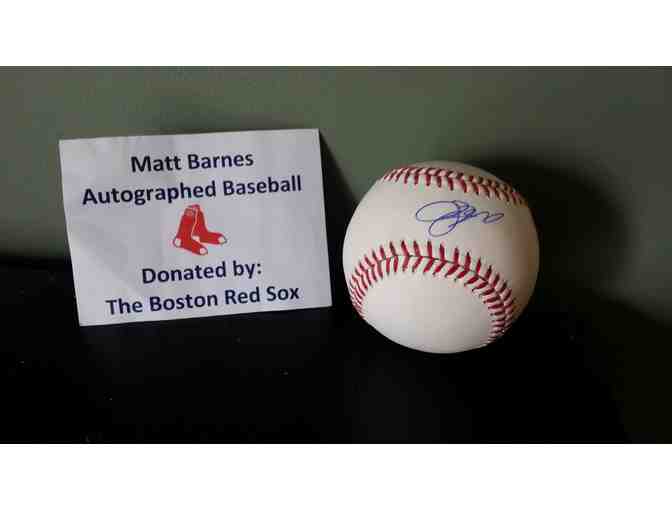 Matt Barnes
Autographed Baseball
Donated by:
The Boston Red Sox